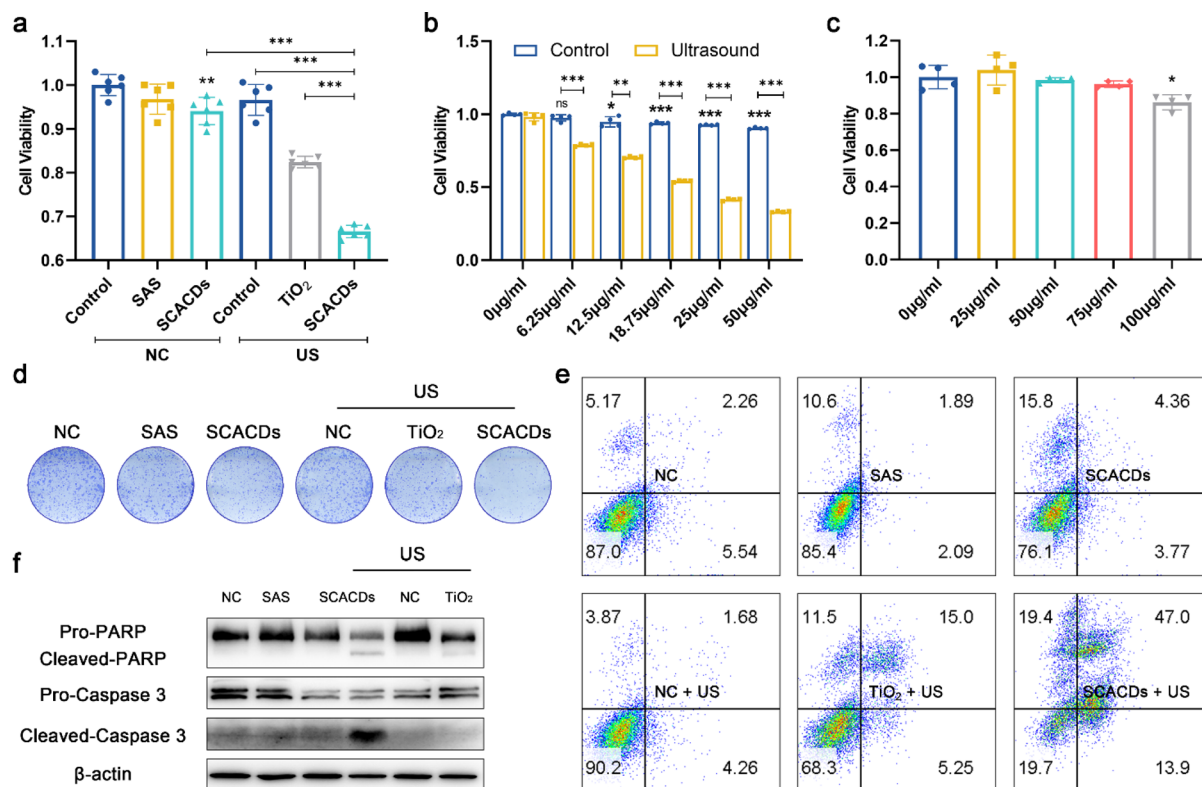 a
Cell Viability
1.1
1.0
0.9
0.8
0.7
0.6
***
***
***
**
Control
SAS
SCACDs
Control
TiO₂
SCACDs
NC
US
b
Control
Ultrasound
Cell Viability
1.5
1.0
0.5
0.0
ns
***
*
**
***
***
***
***
***
***
0μg/ml
6.25μg/ml
12.5μg/ml
18.75μg/ml
25μg/ml
50μg/ml
c
Cell Viability
1.2
1.0
0.8
0.6
0.4
0.2
0.0
*
0μg/ml
25μg/ml
50μg/ml
75μg/ml
100μg/ml
d
US
NC SAS SCACDs NC TiO₂ SCACDs
e
5.17 2.26
NC
87.0 5.54
10.6 1.89
SAS
85.4 2.09
15.8 4.36
SCACDs
76.1 3.77
3.87 1.68
NC + US
90.2 4.26
11.5 15.0
TiO₂ + US
68.3 5.25
19.4 47.0
SCACDs + US
19.7 13.9
f
US
NC SAS SCACDs NC TiO₂
Pro-PARP
Cleaved-PARP
Pro-Caspase 3
Cleaved-Caspase 3
β-actin